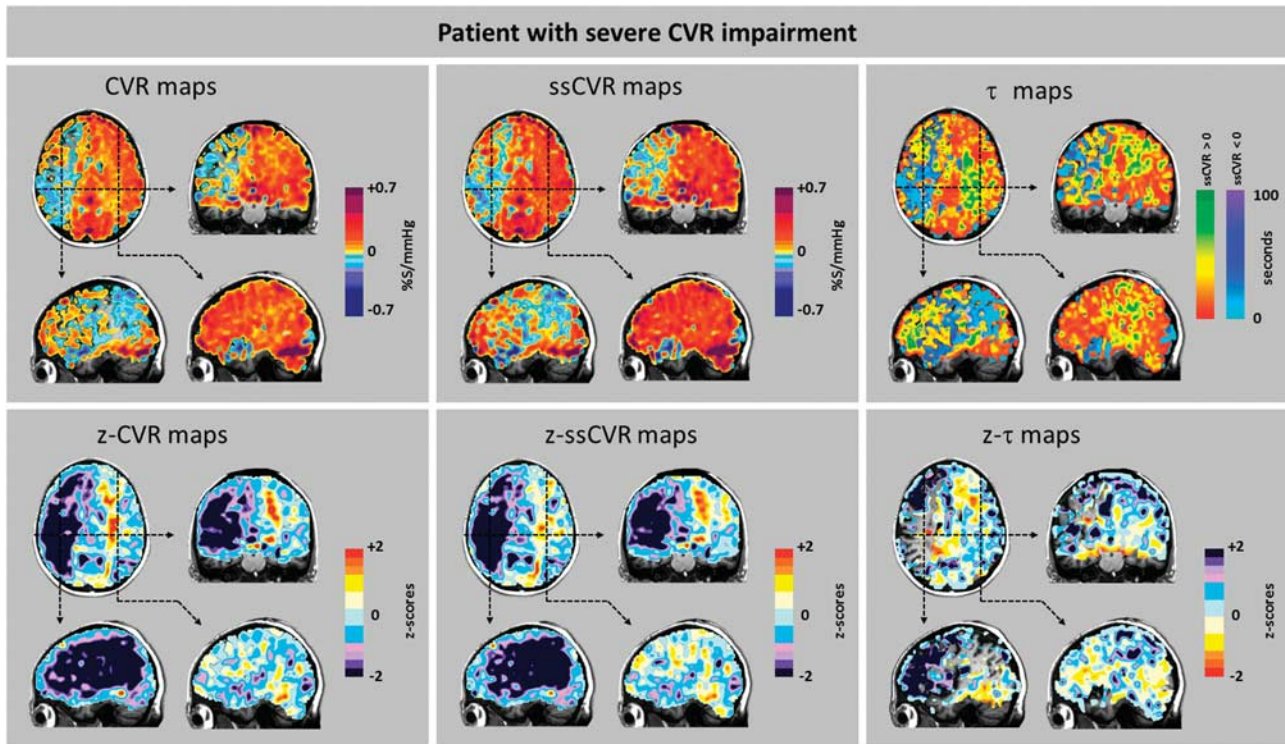 Patient with severe CVR impairment
CVR maps
+0.7
0
-0.7
%S/mmHg
ssCVR maps
+0.7
0
-0.7
%S/mmHg
τ maps
ssCVR > 0
ssCVR < 0
100
0
seconds
z-CVR maps
+2
0
-2
z-scores
z-ssCVR maps
+2
0
-2
z-scores
z-τ maps
+2
0
-2
z-scores